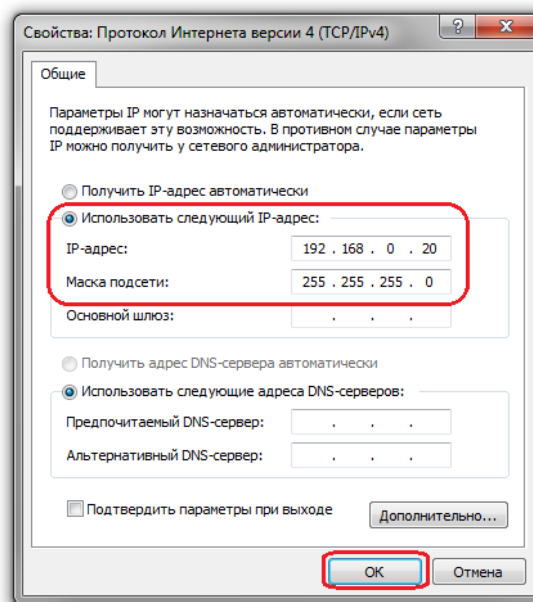 Свойства: Протокол Интернета версии 4 (TCP/IPv4)
Общие
Параметры IP могут назначаться автоматически, если сеть
поддерживает эту возможность. В противном случае параметры
IP можно получить у сетевого администратора.
Получить IP-адрес автоматически
Использовать следующий IP-адрес:
IP-адрес: 192 . 168 . 0 . 20
Маска подсети: 255 . 255 . 255 . 0
Основной шлюз: . . .
Получить адрес DNS-сервера автоматически
Использовать следующие адреса DNS-серверов:
Предпочитаемый DNS-сервер: . . .
Альтернативный DNS-сервер: . . .
Подтвердить параметры при выходе
Дополнительно...
ОК Отмена